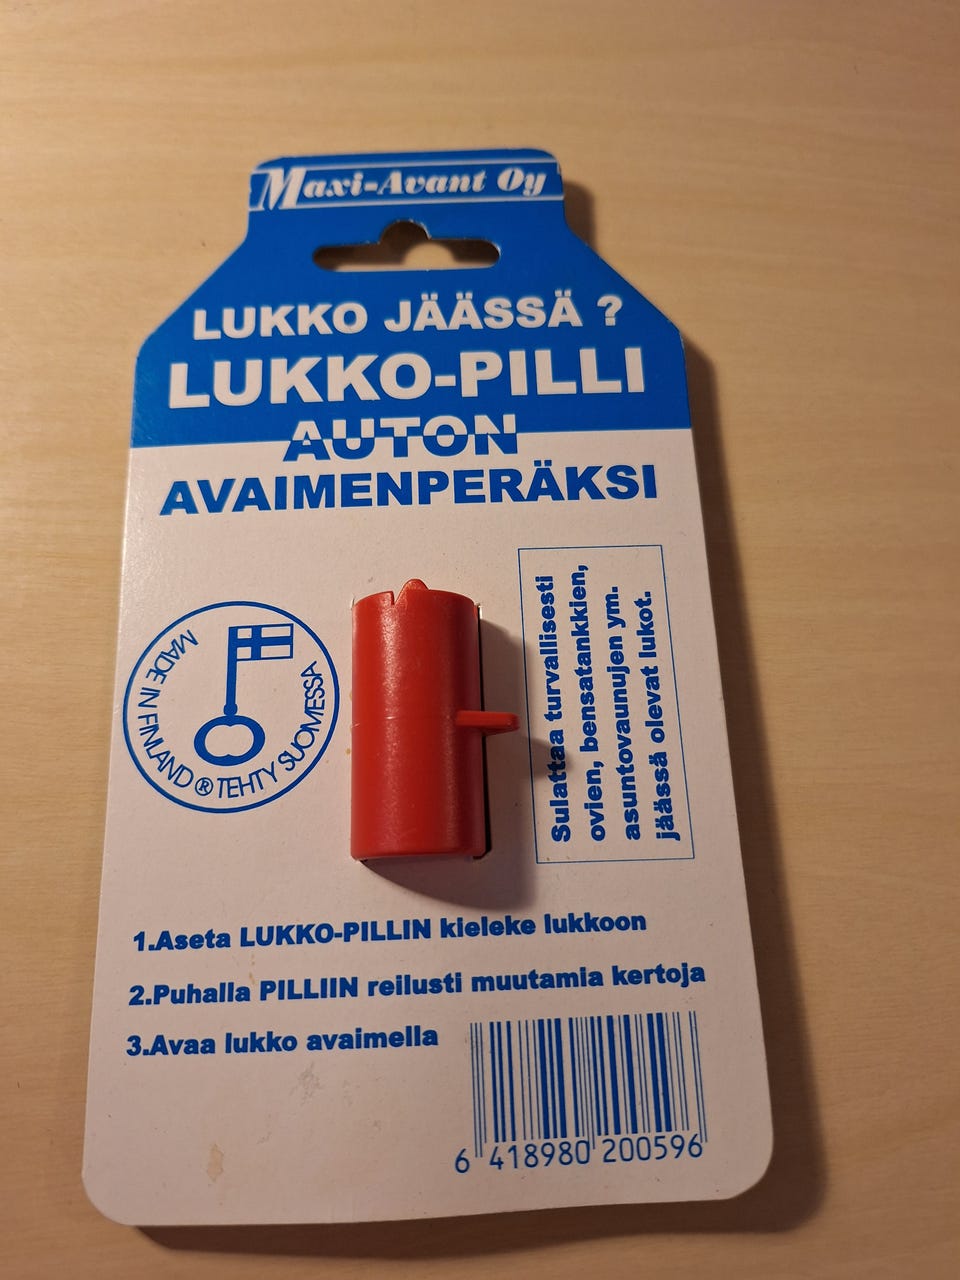 Maxi-Avant Oy
LUKKO JÄÄSSÄ ?
LUKKO-PILLI
AUTON
AVAIMENPERÄKSI
MADE IN FINLAND ® TEHTY SUOMESSA
Sulattaa turvallisesti
ovien, bensatankkien,
asuntovaunujen ym.
jäässä olevat lukot.
1.Aseta LUKKO-PILLIN kieleke lukkoon
2.Puhalla PILLIIN reilusti muutamia kertoja
3.Avaa lukko avaimella
6 418980 200596